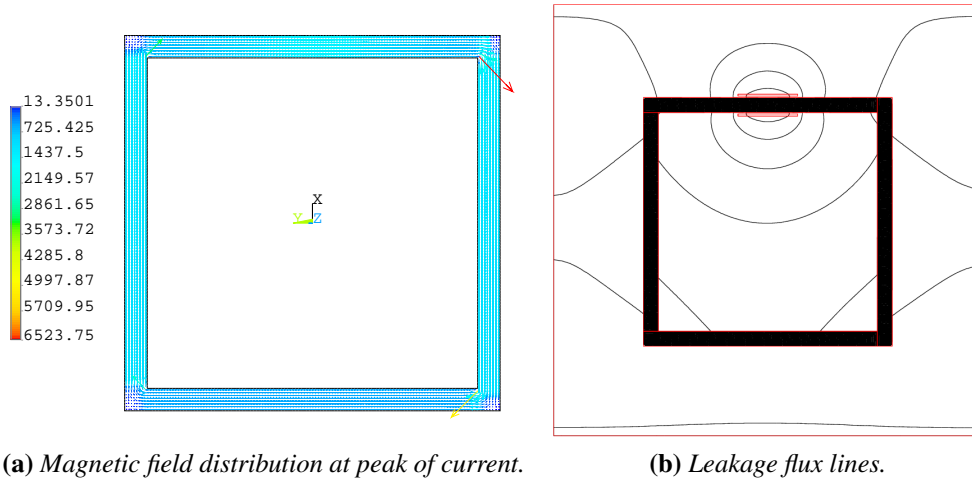 13.3501
725.425
1437.5
2149.57
2861.65
3573.72
4285.8
4997.87
5709.95
6523.75
X
Y Z
(a) Magnetic field distribution at peak of current.
(b) Leakage flux lines.